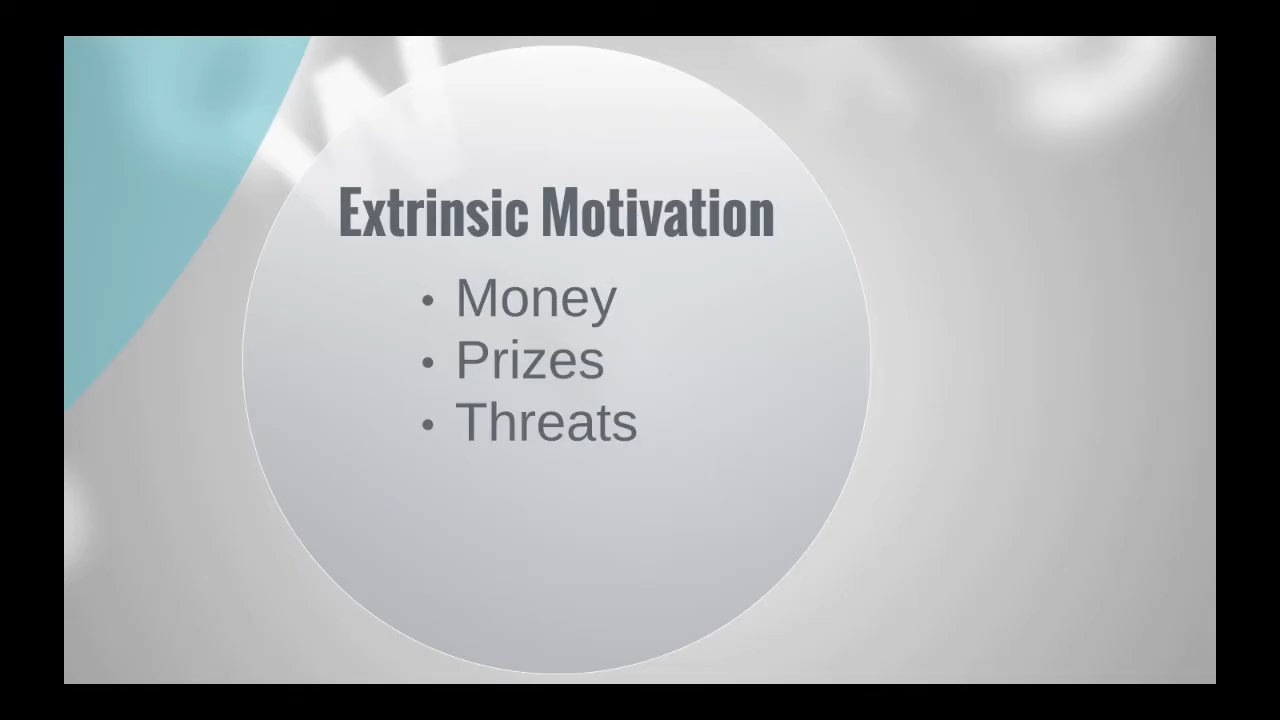 Extrinsic Motivation
• Money
• Prizes
• Threats